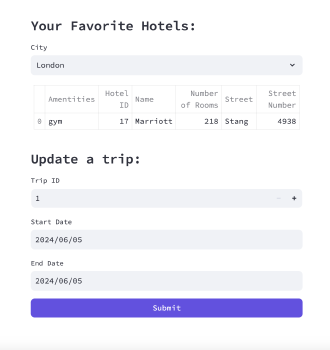 Your Favorite Hotels:
City
London
Amentities Hotel ID Name Number of Rooms Street Street Number
0 gym 17 Marriott 218 Stang 4938
Update a trip:
Trip ID
1 - +
Start Date
2024/06/05
End Date
2024/06/05
Submit